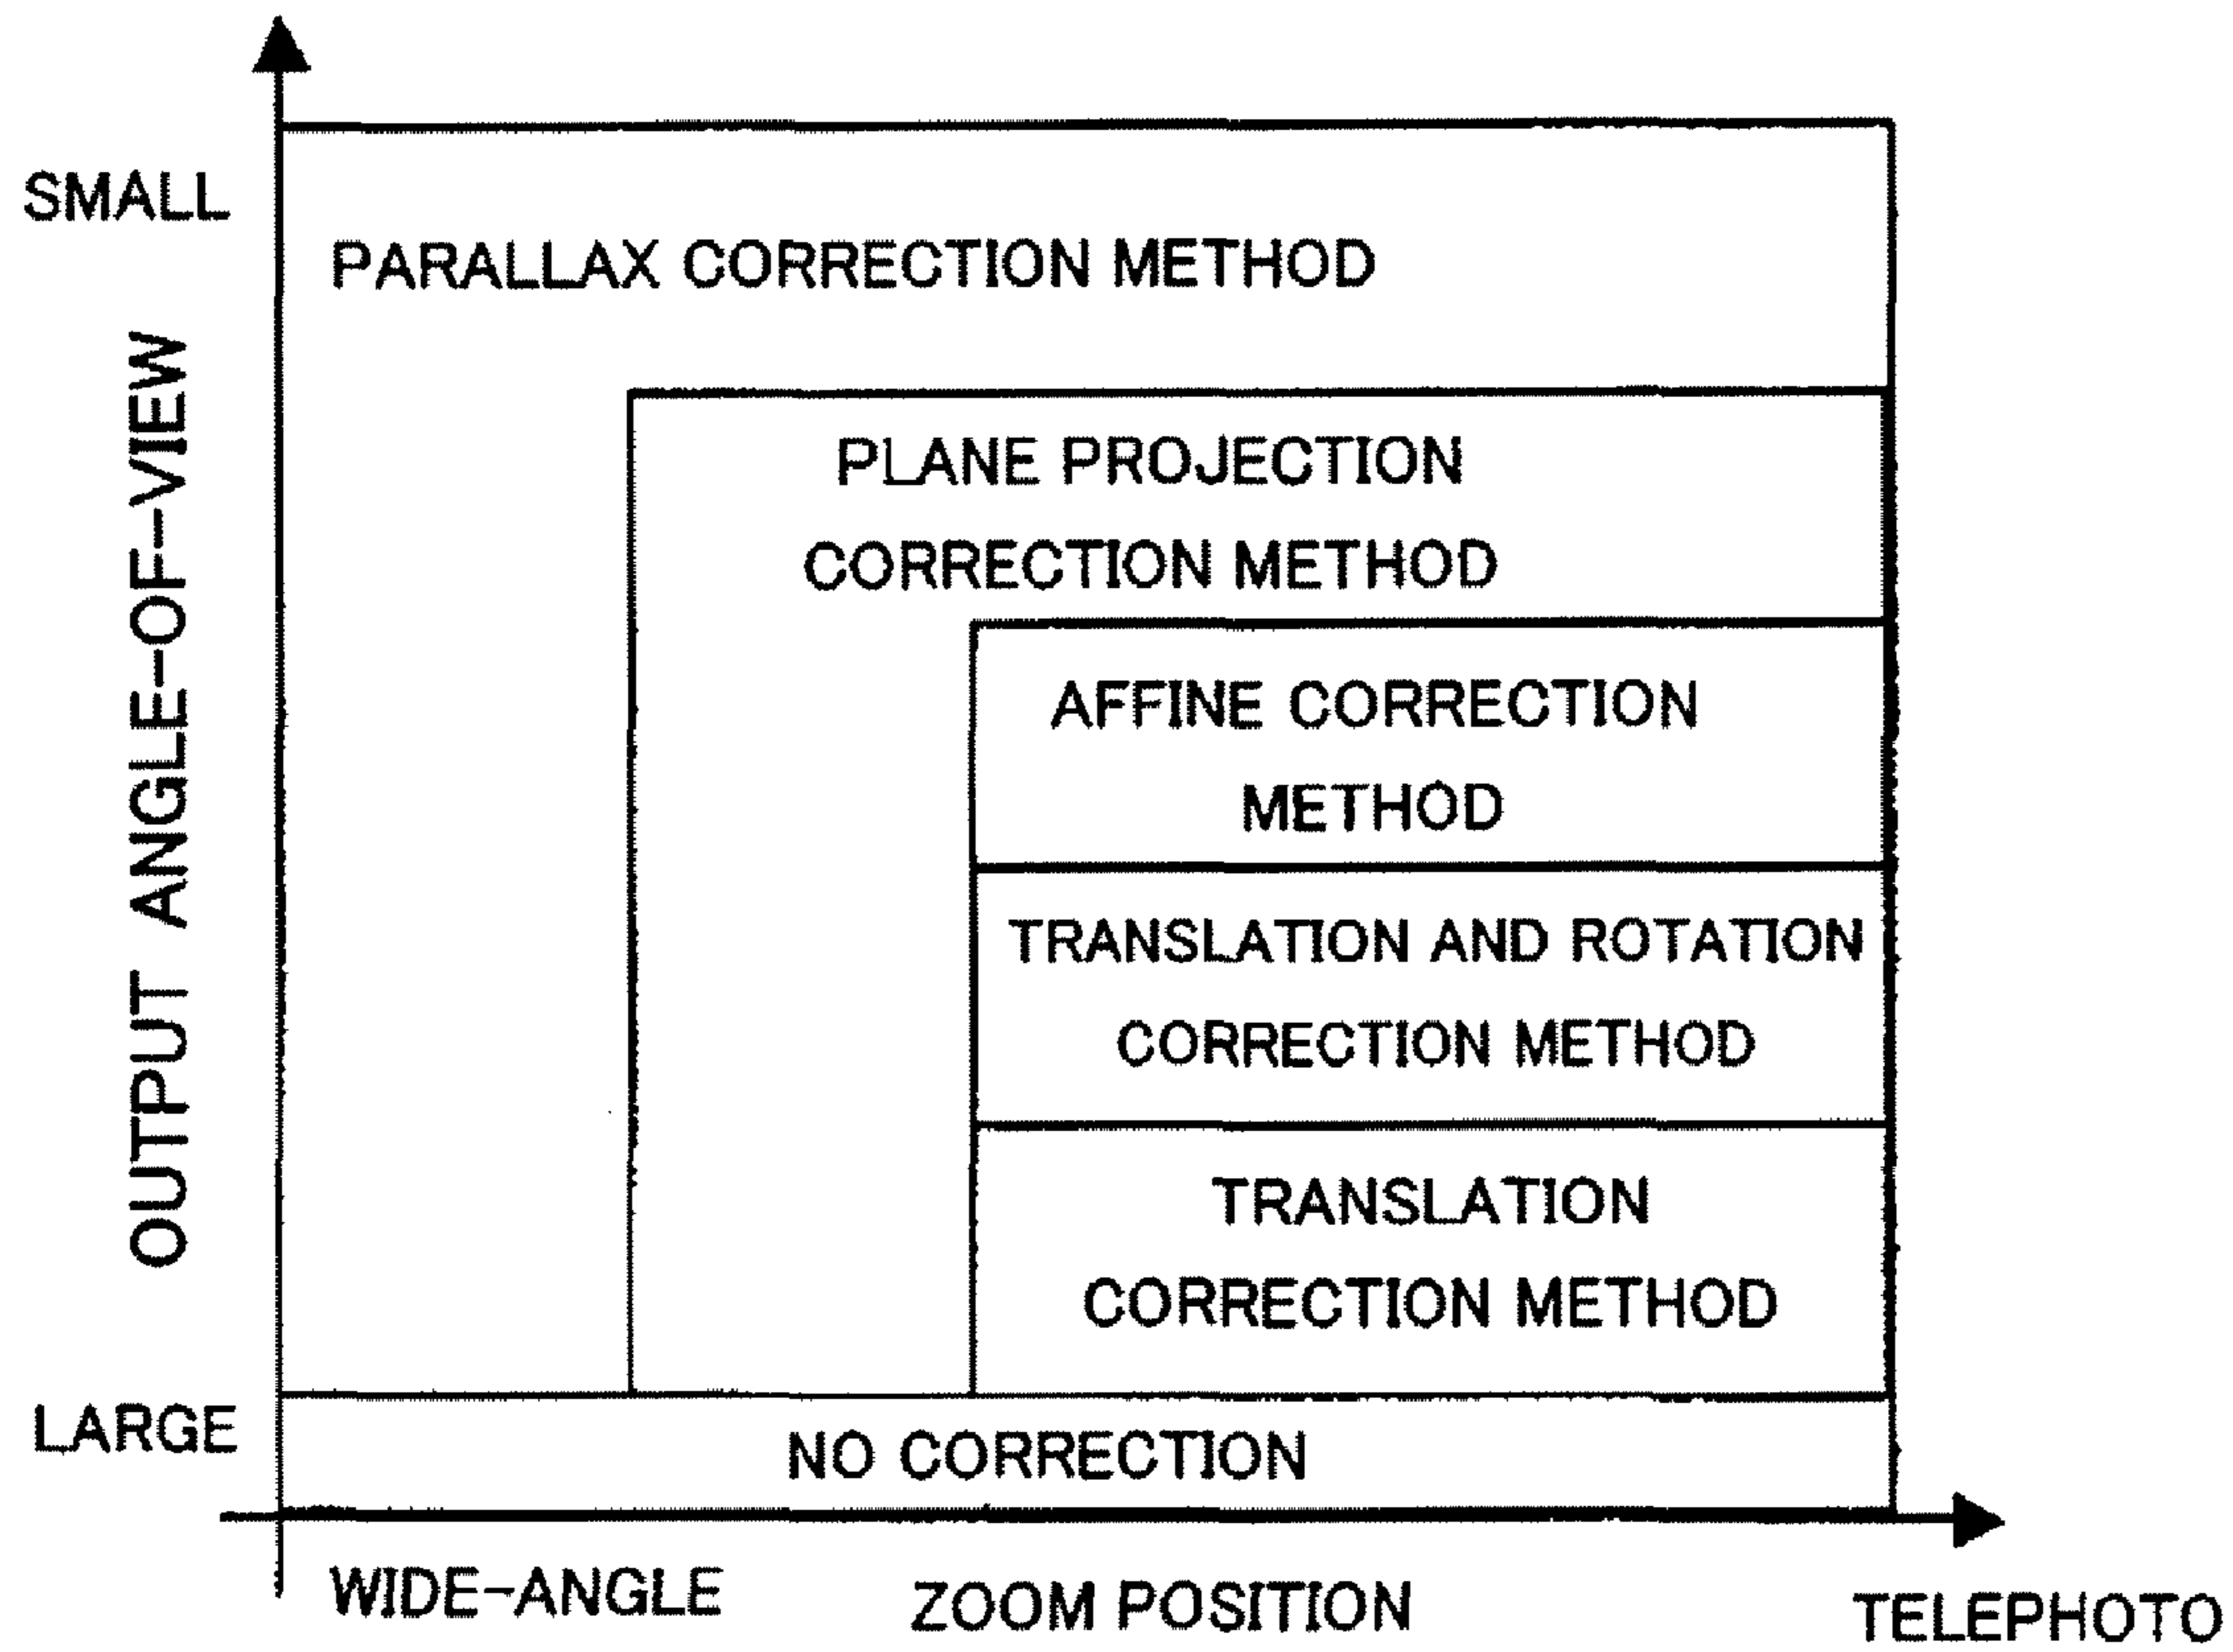 SMALL
PARALLAX CORRECTION METHOD
OUTPUT ANGLE-OF-VIEW
PLANE PROJECTION
CORRECTION METHOD
AFFINE CORRECTION
METHOD
TRANSLATION AND ROTATION
CORRECTION METHOD
TRANSLATION
CORRECTION METHOD
LARGE
NO CORRECTION
WIDE-ANGLE
ZOOM POSITION
TELEPHOTO